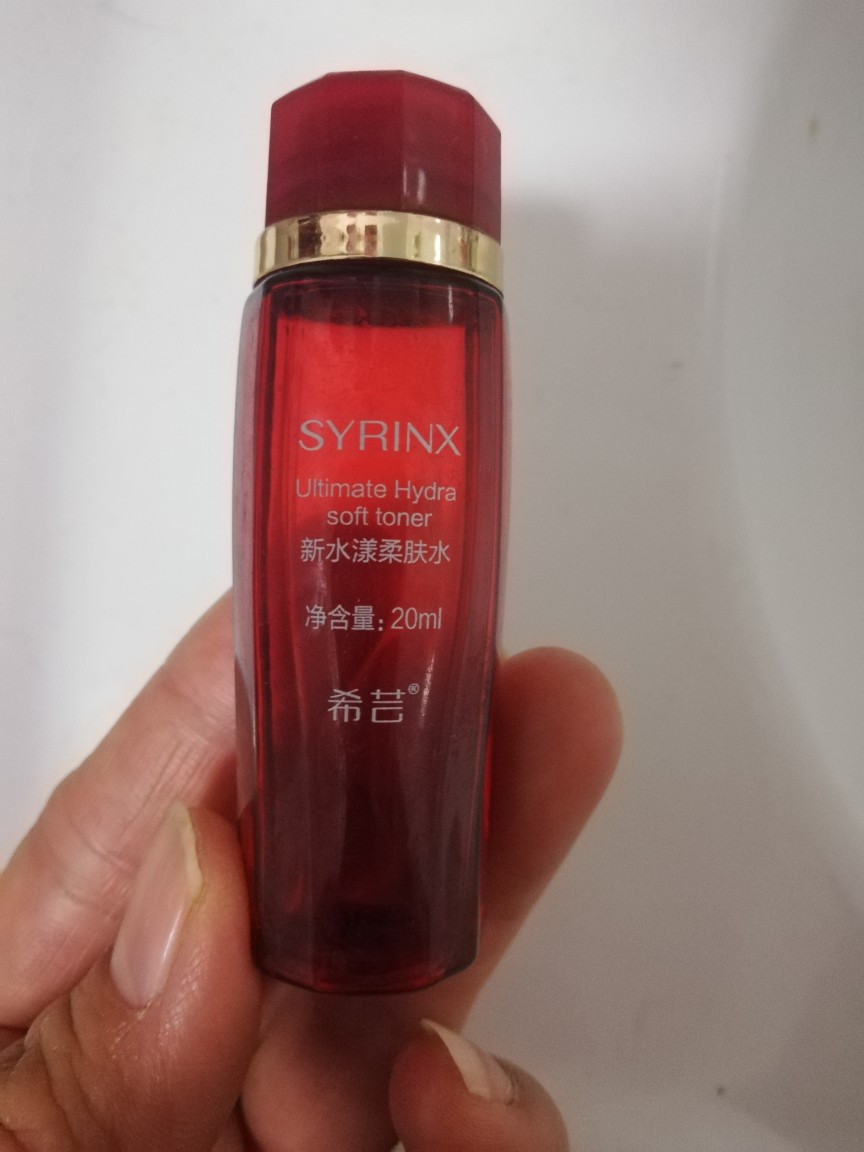 SYRINX
Ultimate Hydra
soft toner
新水漾柔肤水
净含量：20ml
希芸®